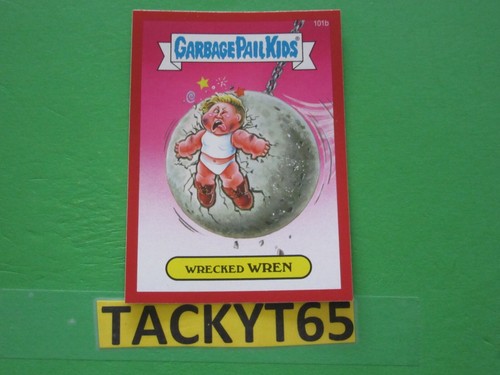 101b
GARBAGE PAIL KIDS
WRECKED WREN
TACKYT65